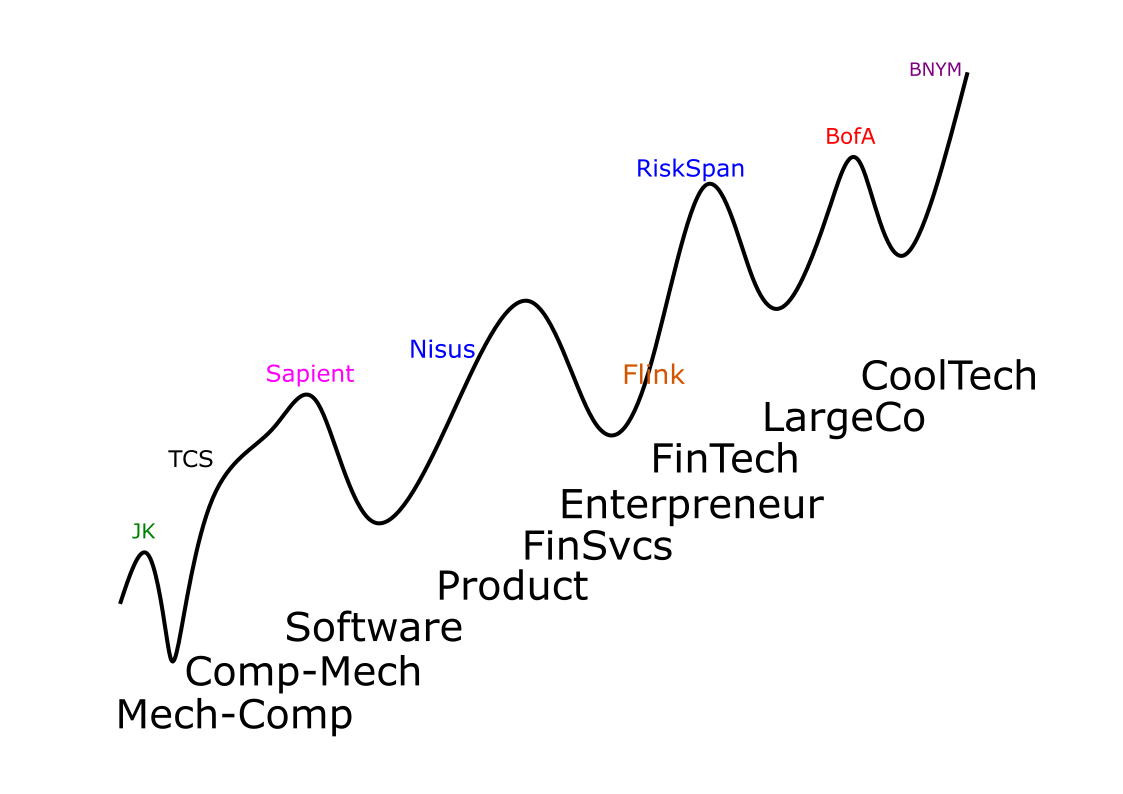 BNYM
BofA
RiskSpan
Nisus
Flink
Sapient
TCS
JK
CoolTech
LargeCo
FinTech
Enterpreneur
FinSvcs
Product
Software
Comp-Mech
Mech-Comp